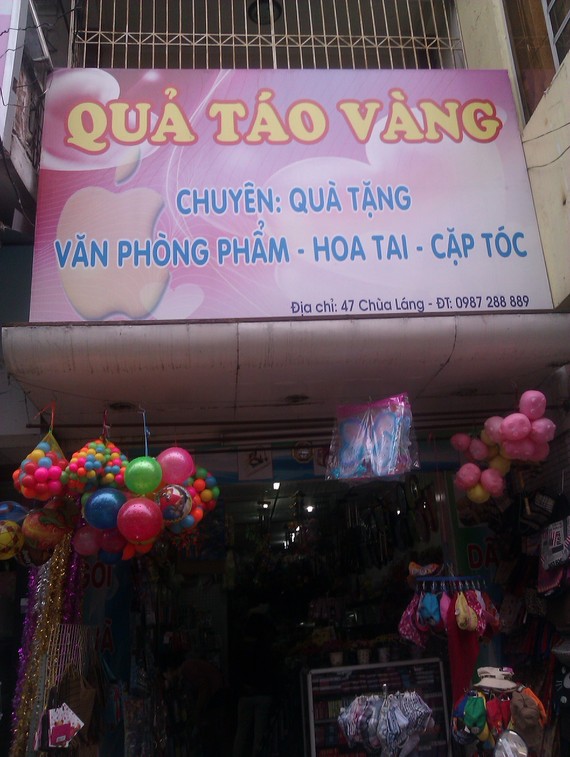 QUẢ TÁO VÀNG
CHUYÊN: QUÀ TẶNG
VĂN PHÒNG PHẨM - HOA TAI - CẶP TÓC
Địa chỉ: 47 Chùa Láng - ĐT: 0987 288 889
GÓI